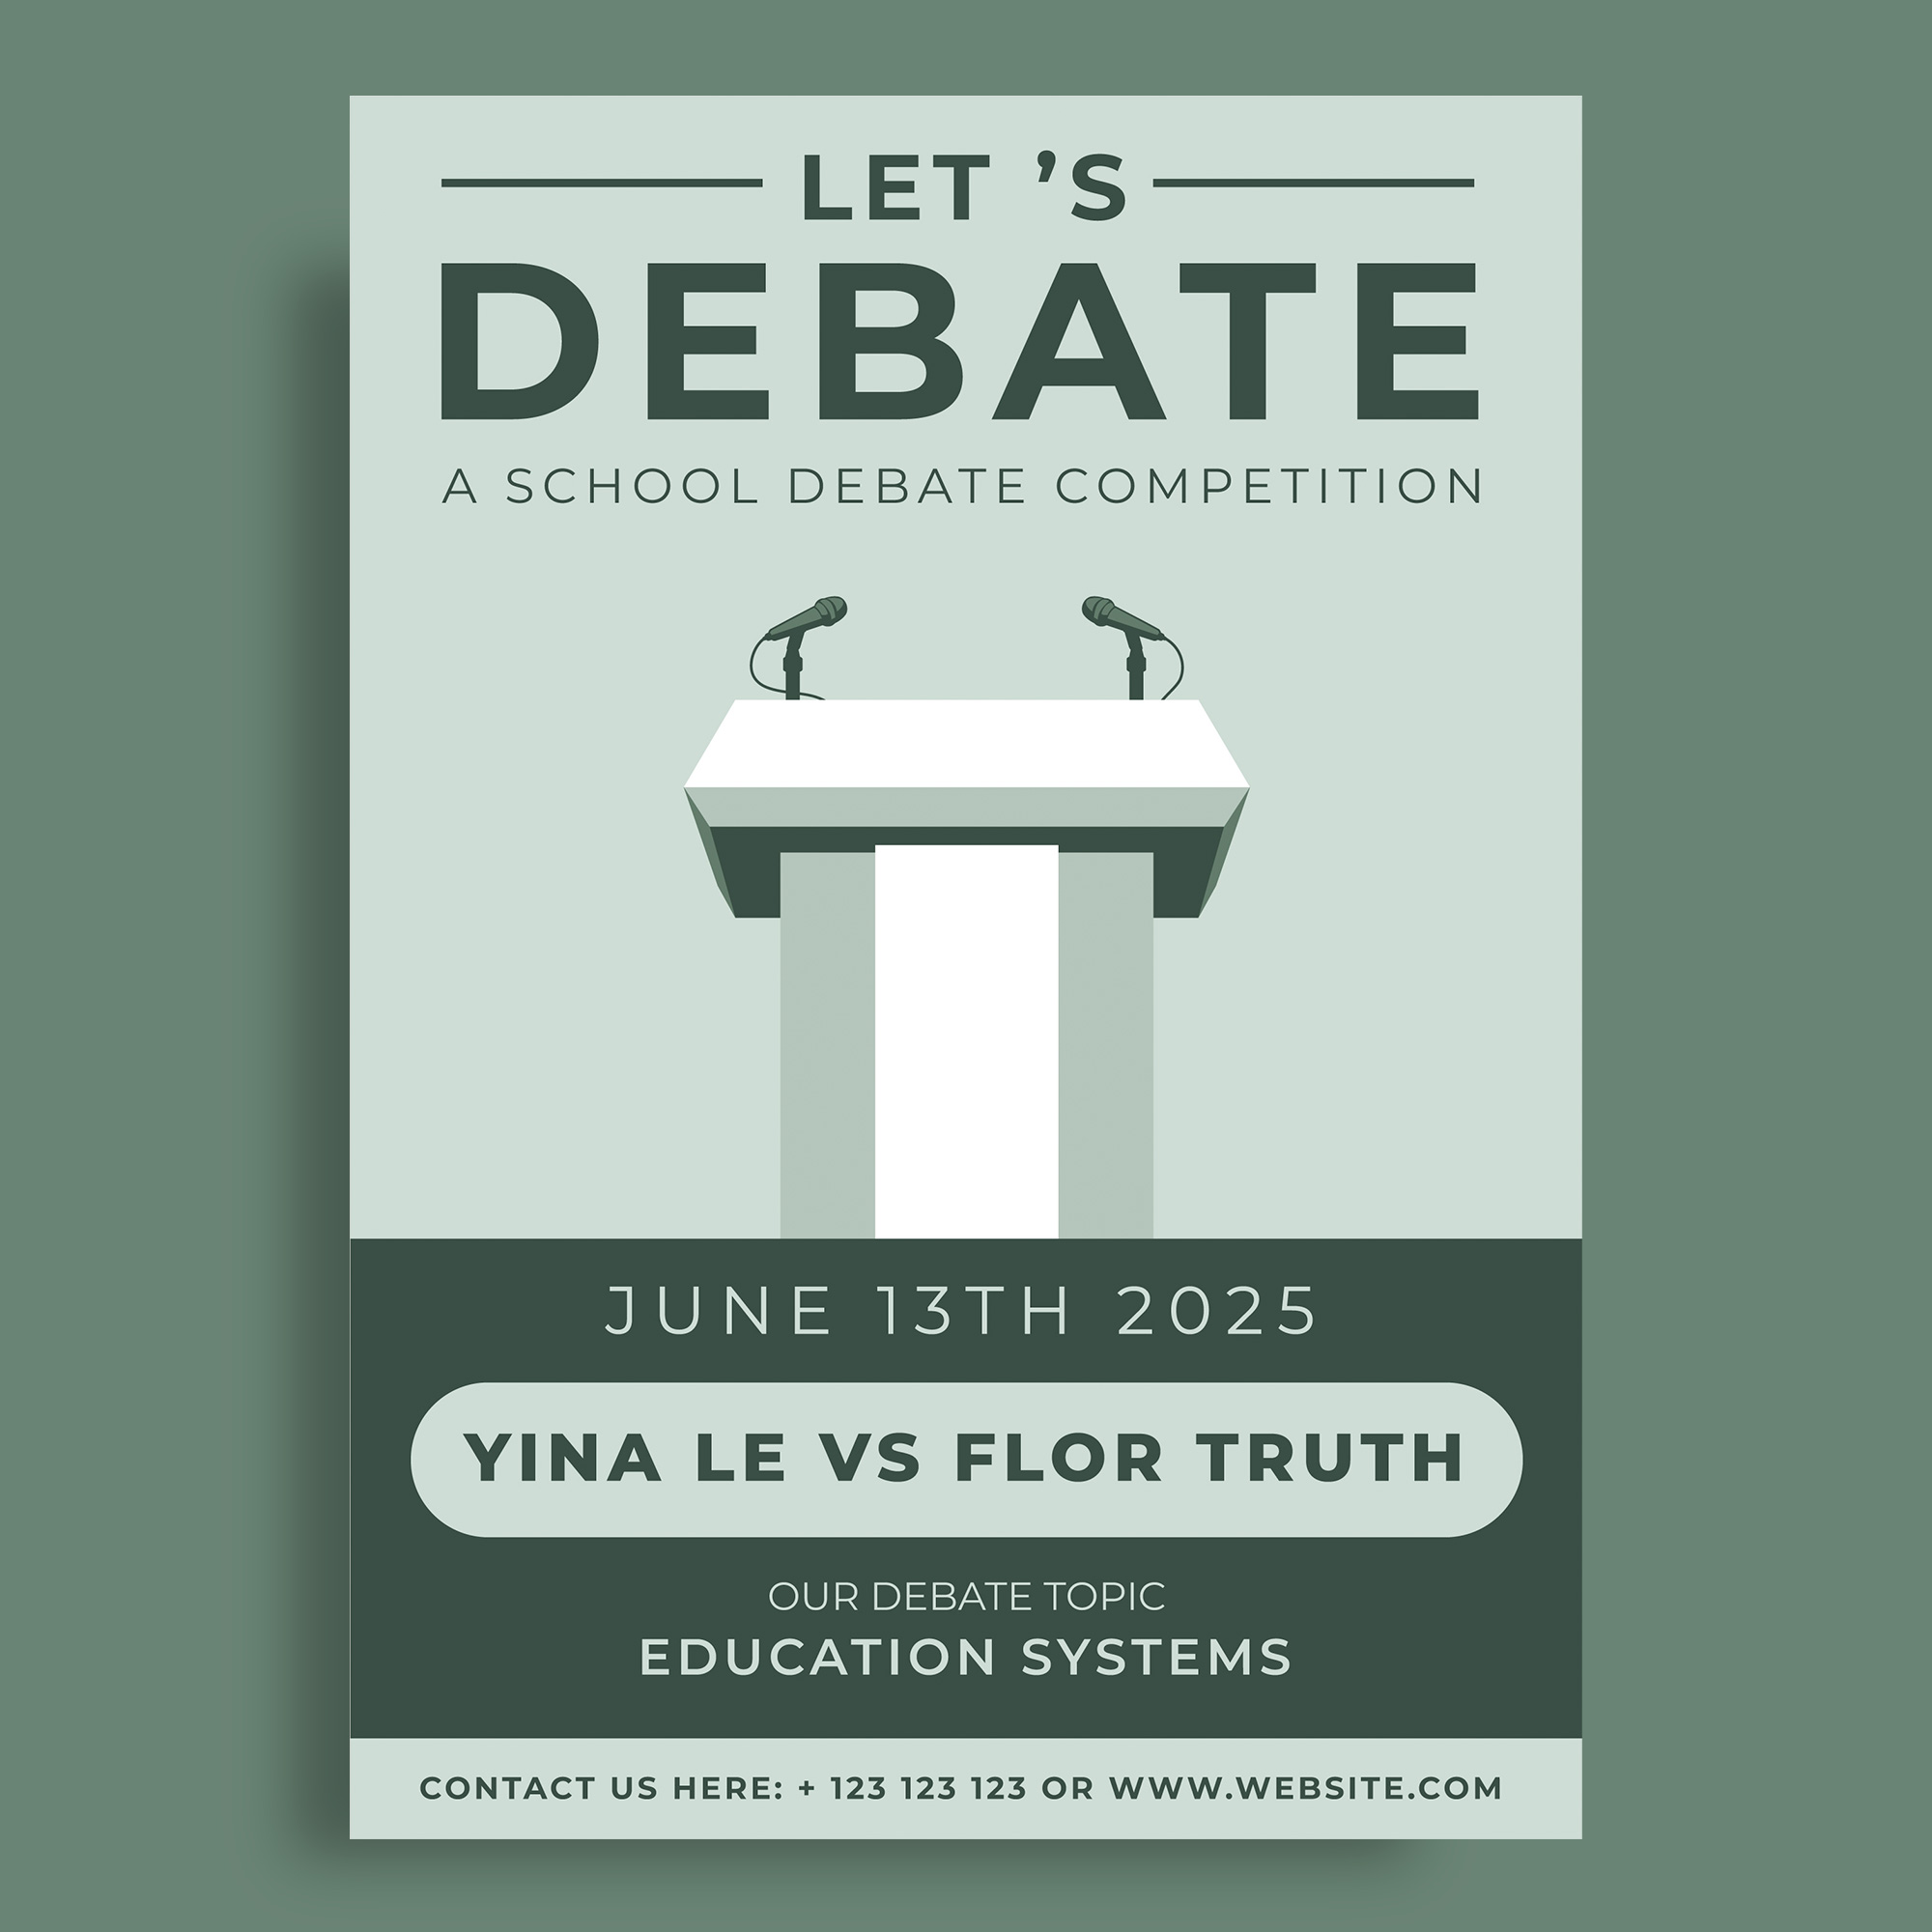 LET 'S
DEBATE
A SCHOOL DEBATE COMPETITION
JUNE 13TH 2025
YINA LE VS FLOR TRUTH
OUR DEBATE TOPIC
EDUCATION SYSTEMS
CONTACT US HERE: + 123 123 123 OR WWW.WEBSITE.COM